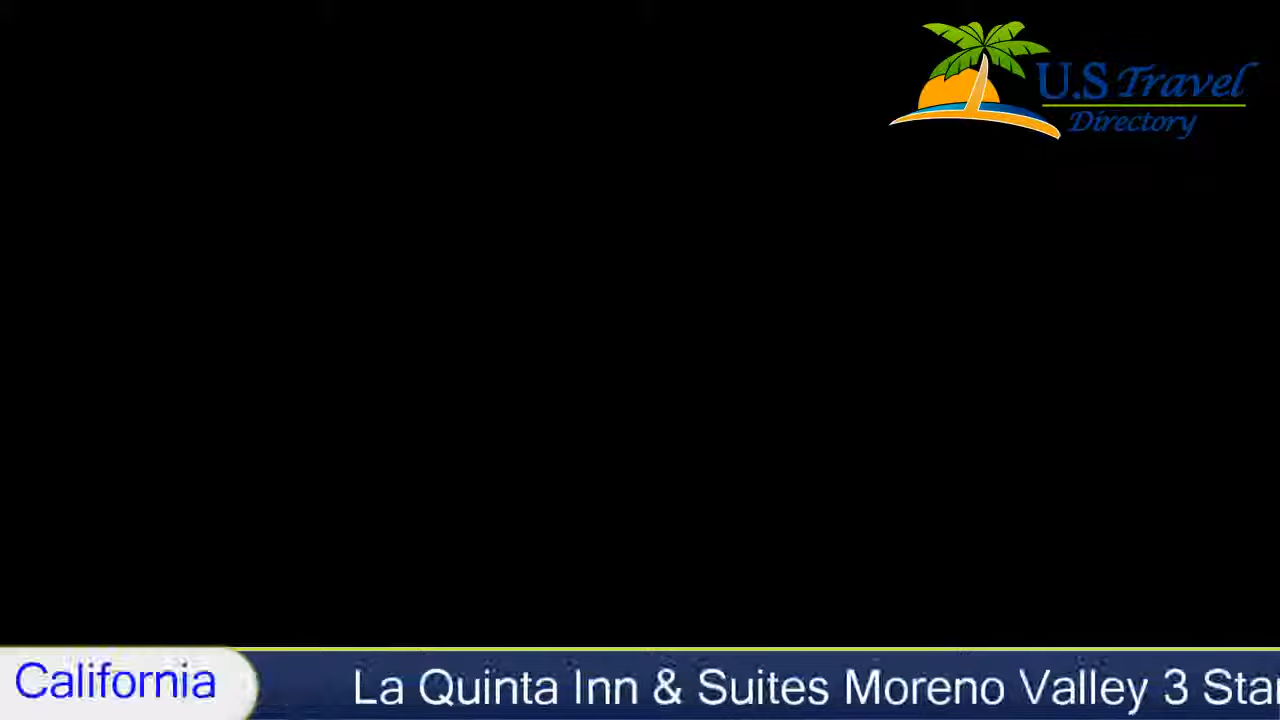 U.S Travel
Directory
California
La Quinta Inn & Suites Moreno Valley 3 Sta